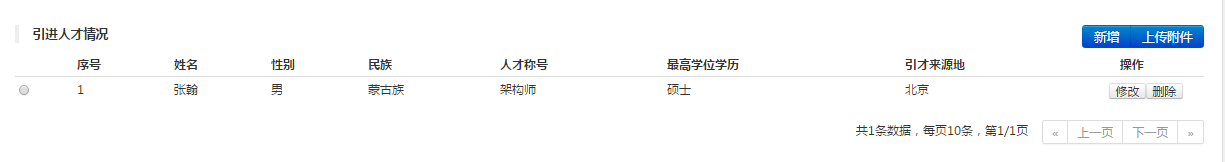 引进人才情况
新增 上传附件
序号 姓名 性别 民族 人才称号 最高学位学历 引才来源地 操作
1 张翰 男 蒙古族 架构师 硕士 北京 修改 删除
共1条数据，每页10条，第1/1页 « 上一页 下一页 »